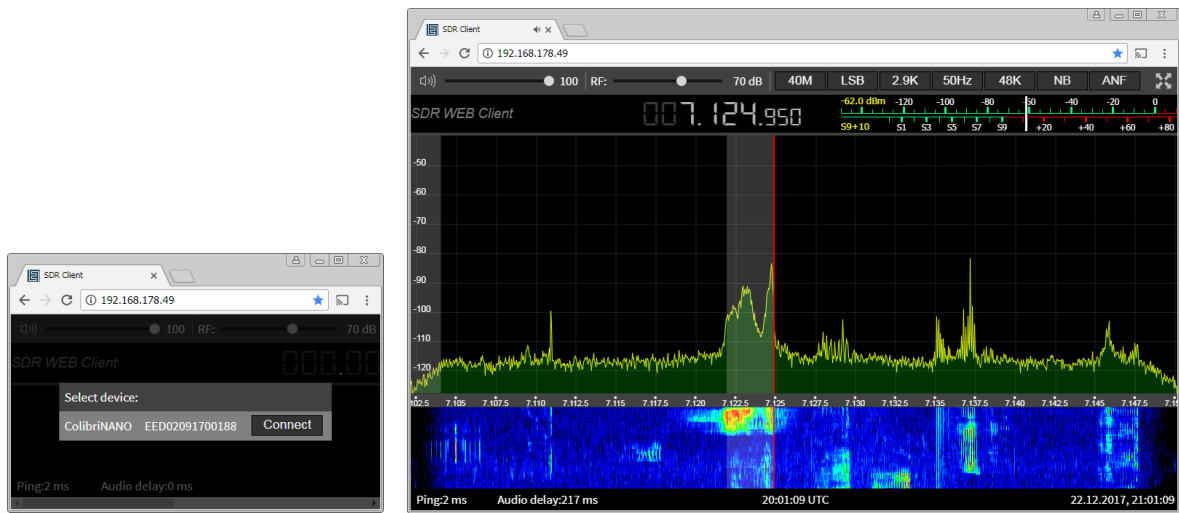 SDR Client
192.168.178.49
100 RF: 70 dB
SDR WEB Client 000.00
Select device:
ColibriNANO EED02091700188 Connect
Ping:2 ms Audio delay:0 ms
SDR Client
192.168.178.49
100 RF: 70 dB 40M LSB 2.9K 50Hz 48K NB ANF
SDR WEB Client 007.124.950
-62.0 dBm -120 -100 -80 -60 -40 -20 0
S9+10 S1 S3 S5 S7 S9 +20 +40 +60 +80
-50
-60
-70
-80
-90
-100
-110
-120
102.5 7.105 7.107.5 7.110 7.112.5 7.115 7.117.5 7.120 7.122.5 7.125 7.127.5 7.130 7.132.5 7.135 7.137.5 7.140 7.142.5 7.145 7.147.5 7.15
Ping:2 ms Audio delay:217 ms 20:01:09 UTC 22.12.2017, 21:01:09